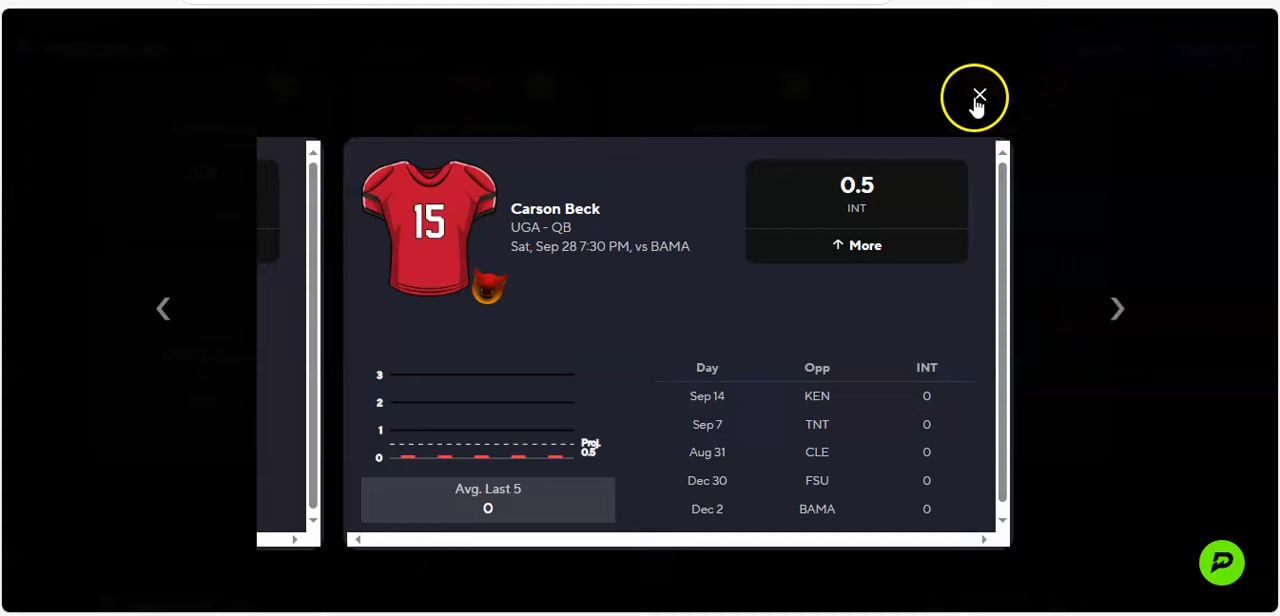 15
Carson Beck
UGA - QB
Sat, Sep 28 7:30 PM, vs BAMA
0.5
INT
↑ More
3
2
1
0
Proj.
0.5
Avg. Last 5
0
Day Opp INT
Sep 14 KEN 0
Sep 7 TNT 0
Aug 31 CLE 0
Dec 30 FSU 0
Dec 2 BAMA 0